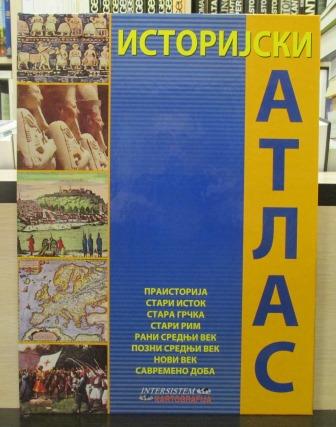 ИСТОРИЈСКИ
АТЛАС
ПРАИСТОРИЈА
СТАРИ ИСТОК
СТАРА ГРЧКА
СТАРИ РИМ
РАНИ СРЕДЊИ ВЕК
ПОЗНИ СРЕДЊИ ВЕК
НОВИ ВЕК
САВРЕМЕНО ДОБА
INTERSISTEM
KARTOGRAFIJA